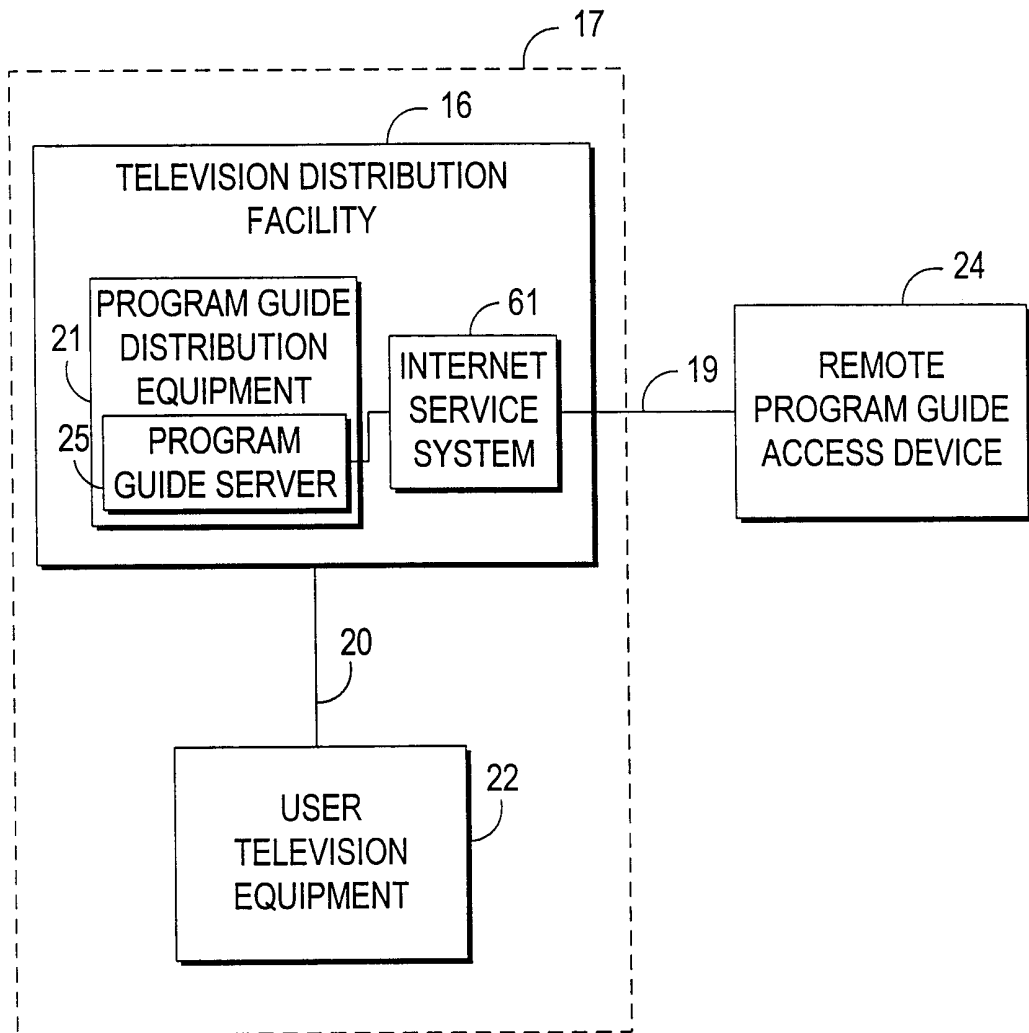 17
16
TELEVISION DISTRIBUTION
FACILITY
24
21
PROGRAM GUIDE
DISTRIBUTION
EQUIPMENT
61
INTERNET
SERVICE
SYSTEM
19
REMOTE
PROGRAM GUIDE
ACCESS DEVICE
25
PROGRAM
GUIDE SERVER
20
22
USER
TELEVISION
EQUIPMENT